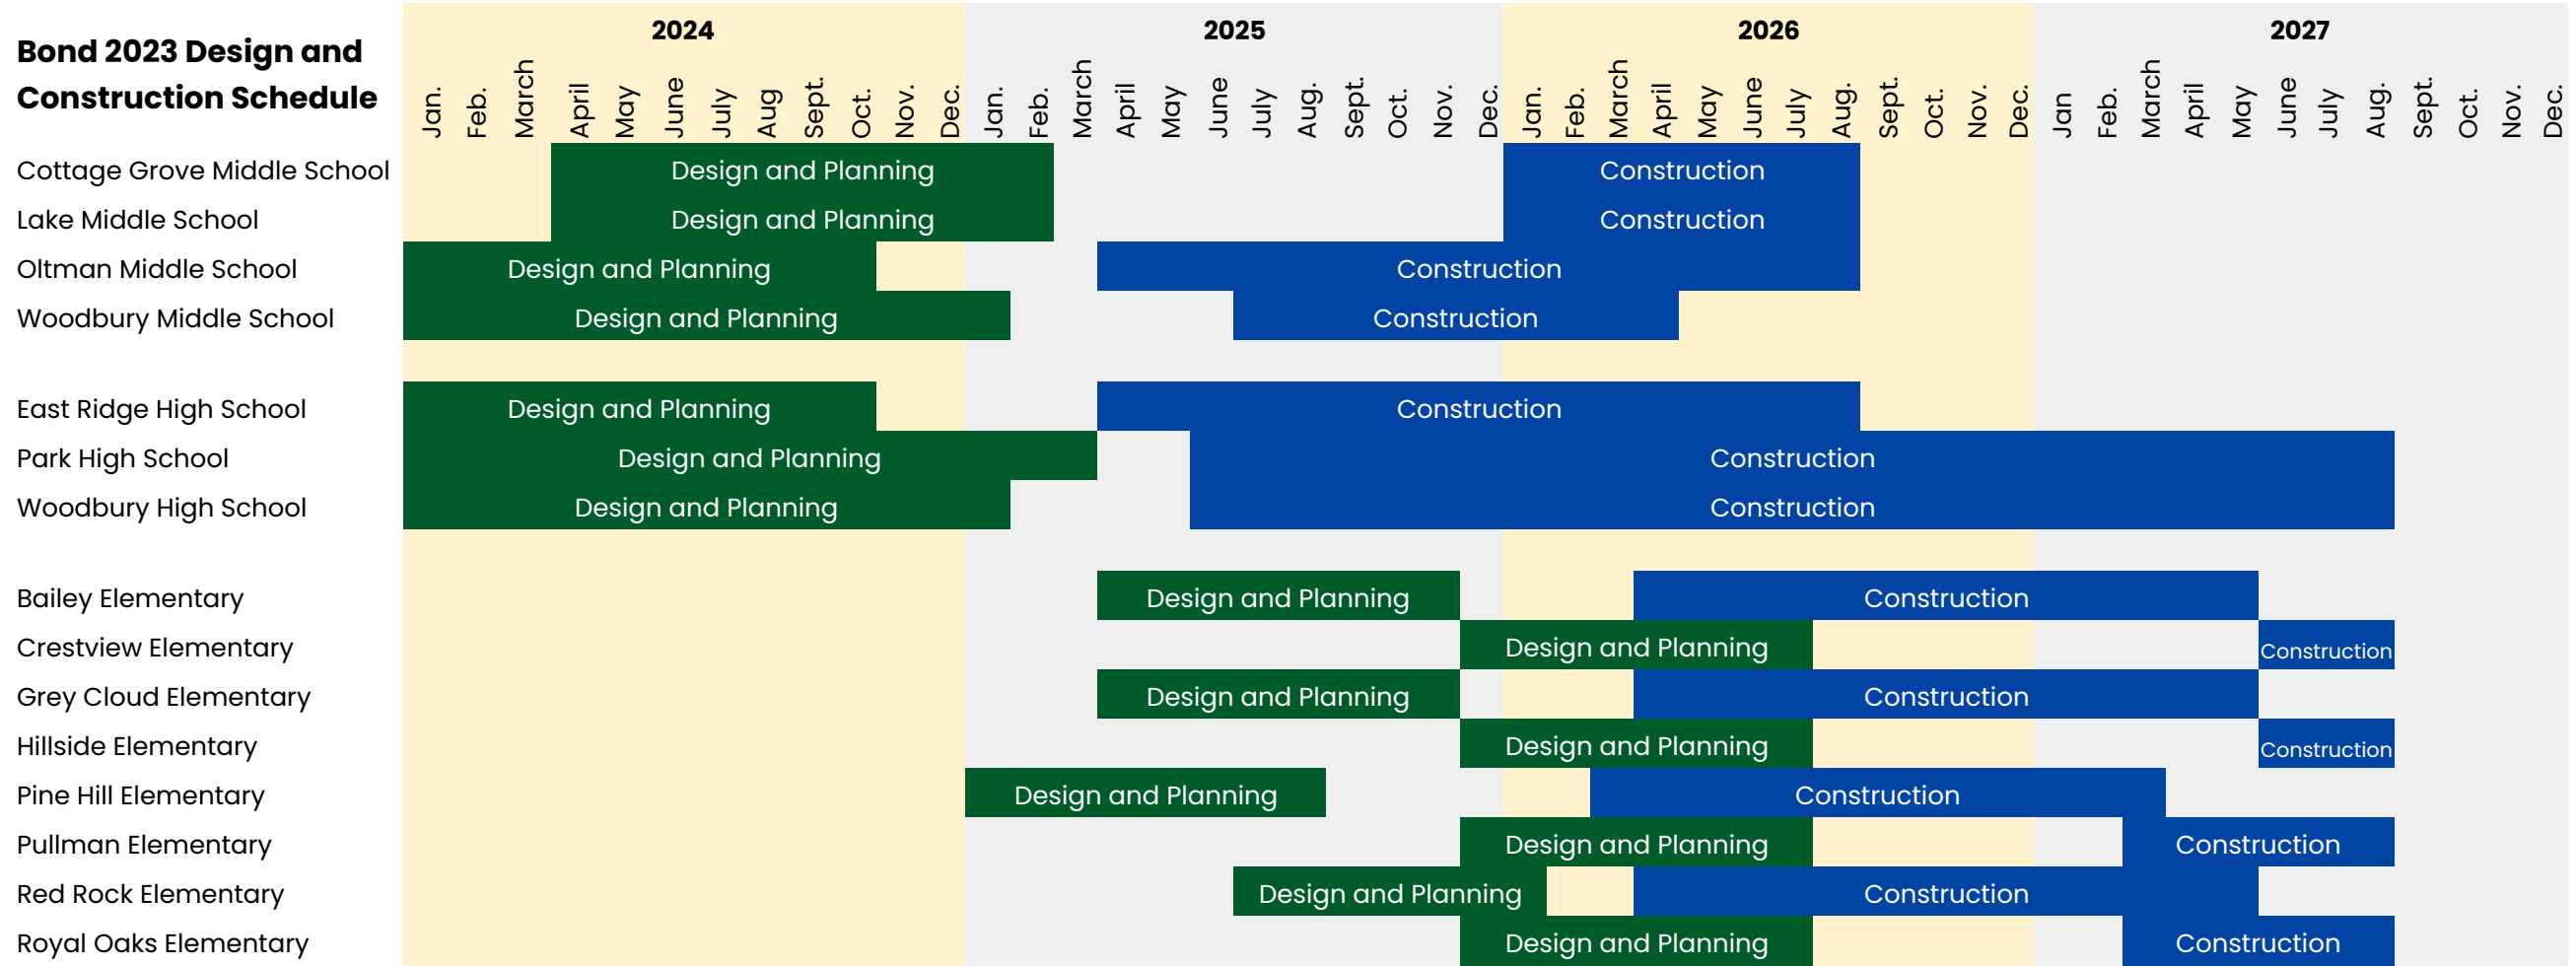 2024 2025 2026 2027
Bond 2023 Design and
Construction Schedule
Jan. Feb. March April May June July Aug Sept. Oct. Nov. Dec. Jan. Feb. March April May June July Aug. Sept. Oct. Nov. Dec. Jan. Feb. March April May June July Aug. Sept. Oct. Nov. Dec. Jan Feb. March April May June July Aug. Sept. Oct. Nov. Dec.
Cottage Grove Middle School Design and Planning Construction
Lake Middle School Design and Planning Construction
Oltman Middle School Design and Planning Construction
Woodbury Middle School Design and Planning Construction
East Ridge High School Design and Planning Construction
Park High School Design and Planning Construction
Woodbury High School Design and Planning Construction
Bailey Elementary Design and Planning Construction
Crestview Elementary Design and Planning Construction
Grey Cloud Elementary Design and Planning Construction
Hillside Elementary Design and Planning Construction
Pine Hill Elementary Design and Planning Construction
Pullman Elementary Design and Planning Construction
Red Rock Elementary Design and Planning Construction
Royal Oaks Elementary Design and Planning Construction